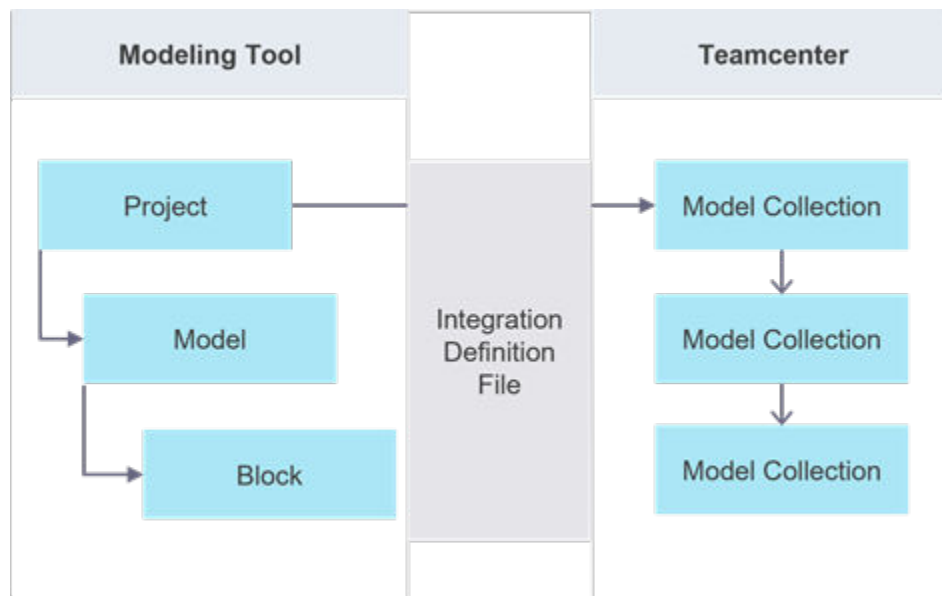 Modeling Tool
Teamcenter
Project
Model Collection
Model
Integration
Definition
File
Model Collection
Block
Model Collection